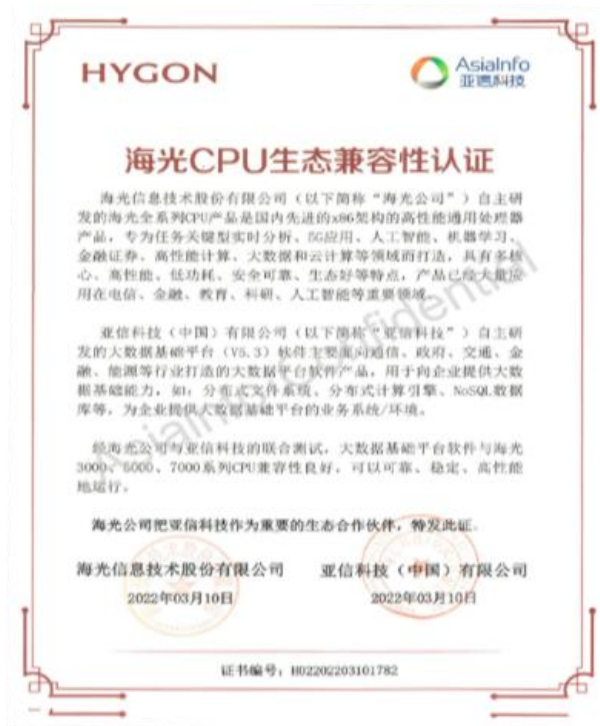 HYGON
AsiaInfo
亚信科技
海光CPU生态兼容性认证
海光信息技术股份有限公司(以下简称“海光公司”)自主研
发的海光全系列CPU产品是国内先进的x86架构的高性能通用处理器
产品,专为任务关键型实时分析、5G应用、人工智能、机器学习、
金融证券、高性能计算、大数据和云计算等领域而打造,具有多核
心、高性能、低功耗、安全可靠、生态好等特点,产品已经大量应
用在电信、金融、教育、科研、人工智能等重要领域。
亚信科技(中国)有限公司(以下简称“亚信科技”)自主研
发的大数据基础平台(V5.3)软件主要面向通信、政府、交通、金
融、能源等行业打造的大数据平台软件产品,用于向企业提供大数
据基础能力,如:分布式文件系统、分布式计算引擎、NoSQL数据
库等,为企业提供大数据基础平台的业务系统/环境。
经海光公司与亚信科技的联合测试,大数据基础平台软件与海光
3000、5000、7000系列CPU兼容性良好,可以可靠、稳定、高性能
地运行。
海光公司把亚信科技作为重要的生态合作伙伴,特发此证。
海光信息技术股份有限公司 亚信科技(中国)有限公司
2022年03月10日 2022年03月10日
证书编号:H02202203101782
AsiaInfo Confidential